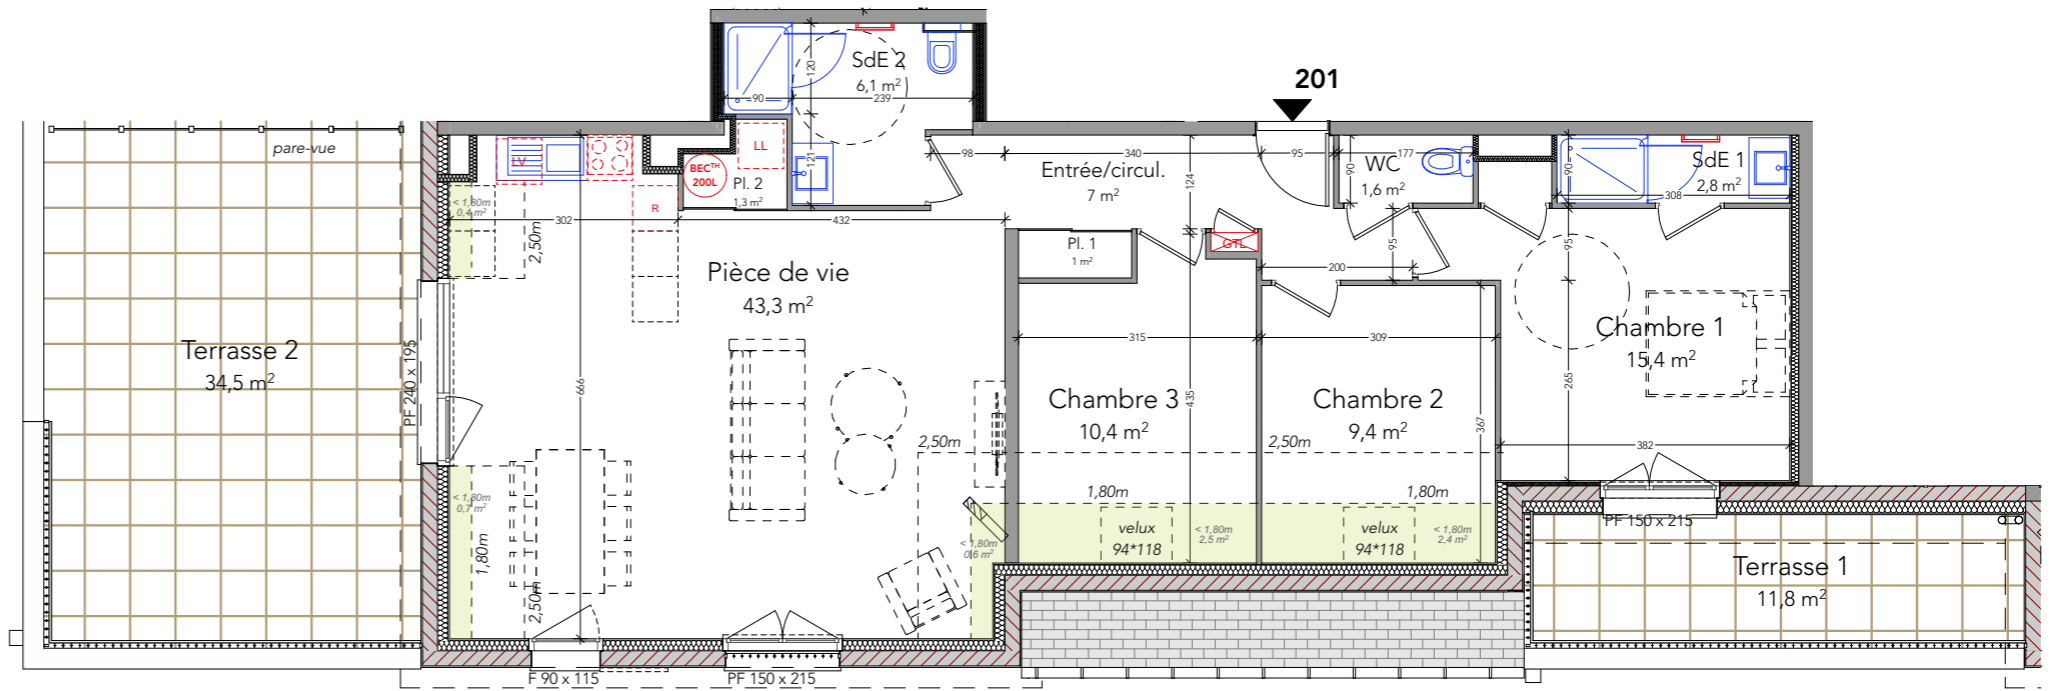 201
SdE 2
6,1 m²
120
90
239
pare-vue
LV
BECᵀᴴ
200L
LL
Pl. 2
1,3 m²
121
98
340
95
Entrée/circul.
7 m²
124
90
WC
177
1,6 m²
90
SdE 1
2,8 m²
308
< 1,80m
0,4 m²
2,50m
302
R
432
Pl. 1
1 m²
GTL
95
200
95
Pièce de vie
43,3 m²
Terrasse 2
34,5 m²
PF 240 x 195
666
315
309
Chambre 1
15,4 m²
265
Chambre 3
10,4 m²
435
Chambre 2
9,4 m²
367
382
2,50m
2,50m
< 1,80m
0,7 m²
1,80m
2,50m
1,80m
1,80m
velux
94*118
< 1,80m
2,5 m²
velux
94*118
< 1,80m
2,4 m²
< 1,80m
0,6 m²
PF 150 x 215
Terrasse 1
11,8 m²
F 90 x 115
PF 150 x 215